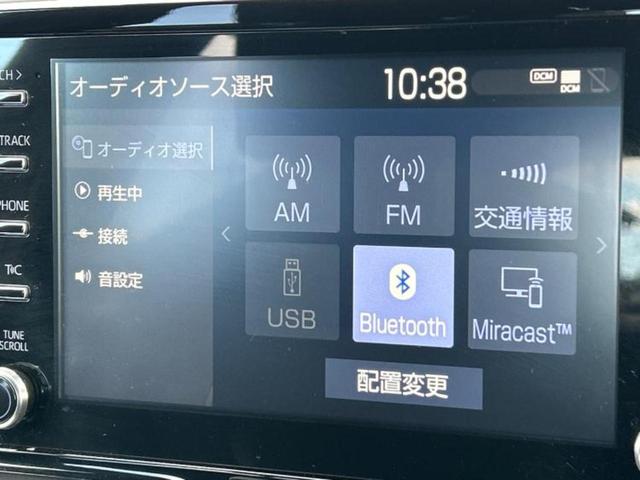 オーディオソース選択
10:38
DCM
DCM
CH >
TRACK
PHONE
T&C
TUNE
SCROLL
オーディオ選択
再生中
接続
音設定
AM
FM
交通情報
USB
Bluetooth
Miracast™
配置変更